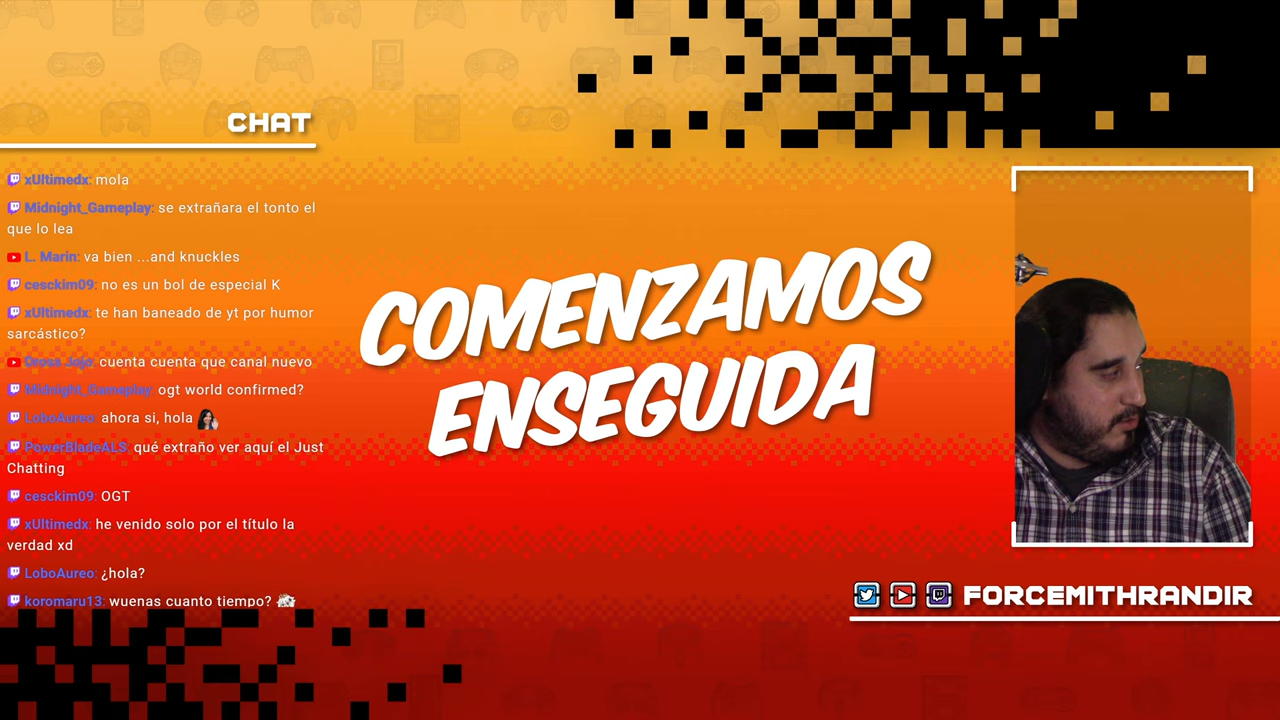 CHAT
xUltimedx: mola
Midnight_Gameplay: se extrañara el tonto el
que lo lea
L. Marin: va bien ...and knuckles
cesckim09: no es un bol de especial K
xUltimedx: te han baneado de yt por humor
sarcástico?
Dross Jojo: cuenta cuenta que canal nuevo
Midnight_Gameplay: ogt world confirmed?
LoboAureo: ahora si, hola
PowerBladeALS: qué extraño ver aquí el Just
Chatting
cesckim09: OGT
xUltimedx: he venido solo por el título la
verdad xd
LoboAureo: ¿hola?
koromaru13: wuenas cuanto tiempo?
COMENZAMOS
ENSEGUIDA
FORCEMITHRANDIR